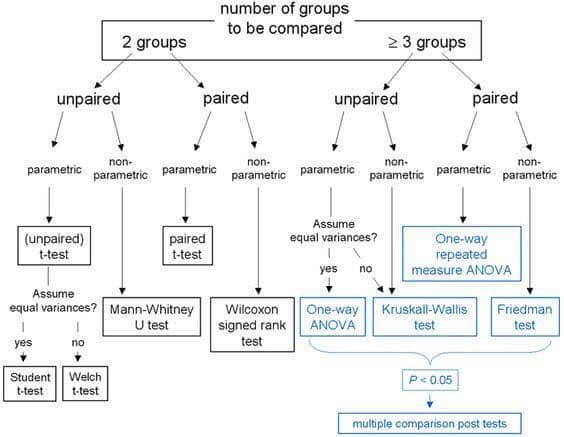 number of groups
to be compared
2 groups
≥ 3 groups
unpaired
paired
unpaired
paired
parametric
non-
parametric
parametric
non-
parametric
parametric
non-
parametric
parametric
non-
parametric
(unpaired)
t-test
paired
t-test
Assume
equal variances?
One-way
repeated
measure ANOVA
yes
no
Assume
equal variances?
Mann-Whitney
U test
Wilcoxon
signed rank
test
One-way
ANOVA
Kruskall-Wallis
test
Friedman
test
yes
no
Student
t-test
Welch
t-test
P < 0.05
multiple comparison post tests